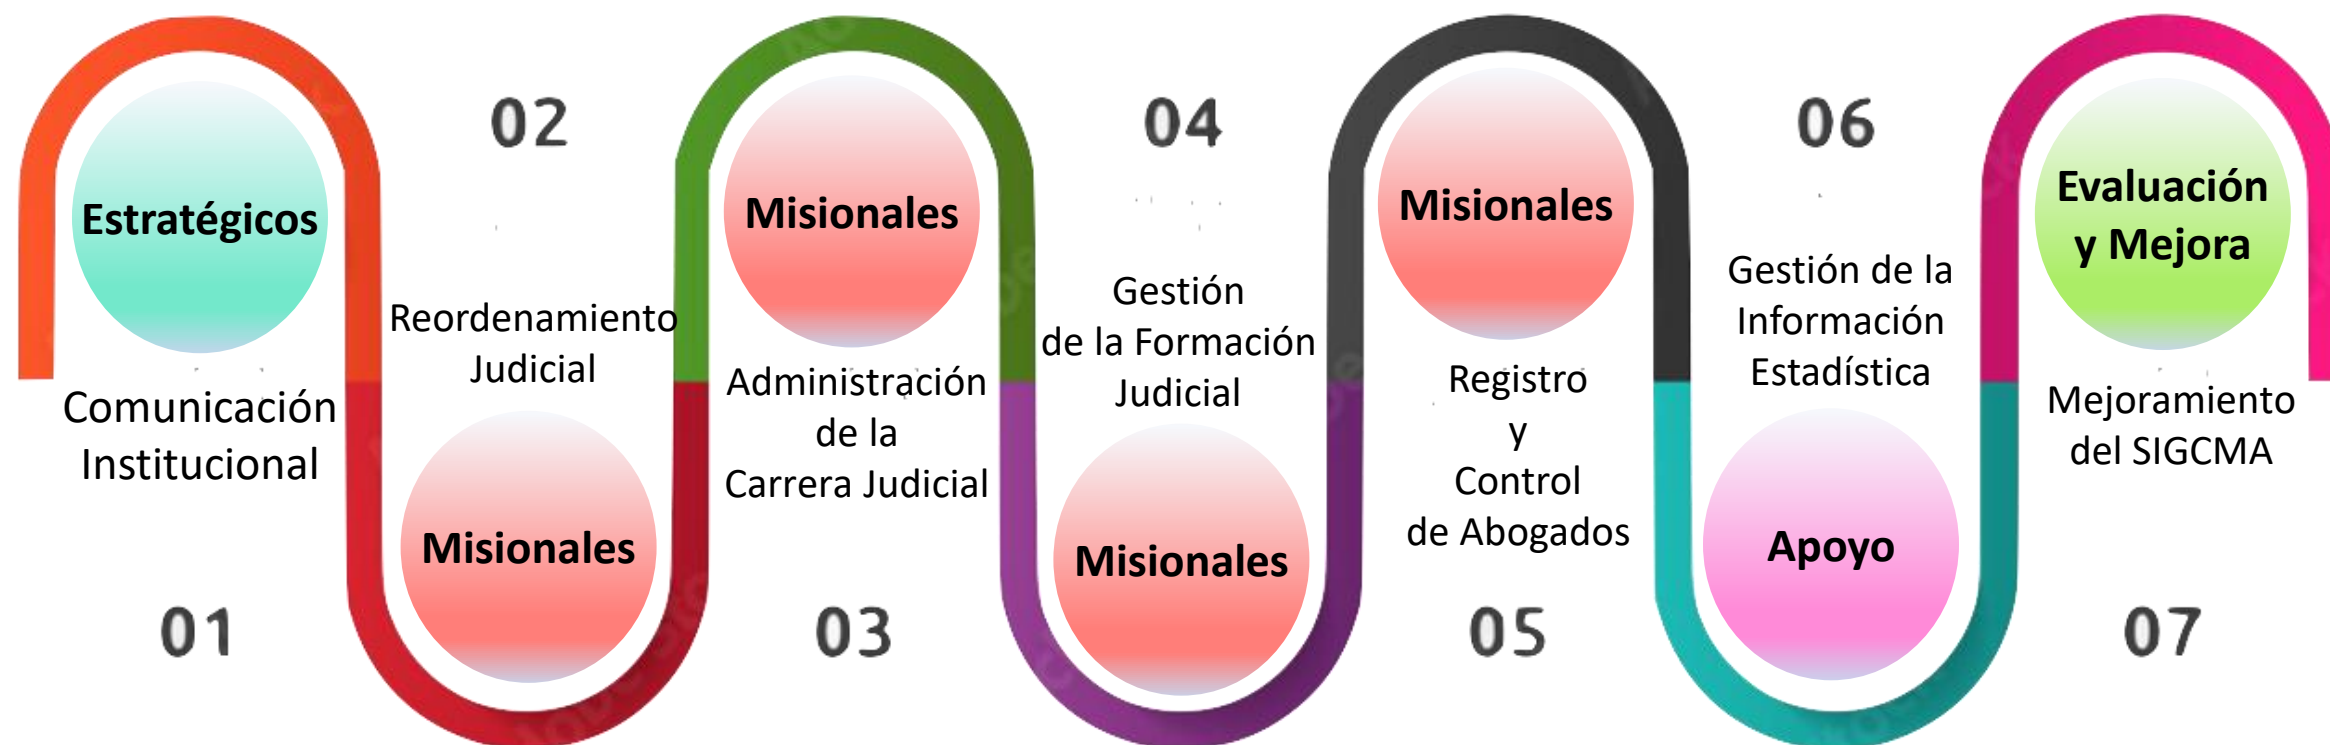 Estratégicos
Comunicación
Institucional
01
02
Reordenamiento
Judicial
Misionales
Misionales
Administración
de la
Carrera Judicial
03
04
Gestión
de la Formación
Judicial
Misionales
Misionales
Registro
y
Control
de Abogados
05
06
Gestión de la
Información
Estadística
Apoyo
Evaluación
y Mejora
Mejoramiento
del SIGCMA
07